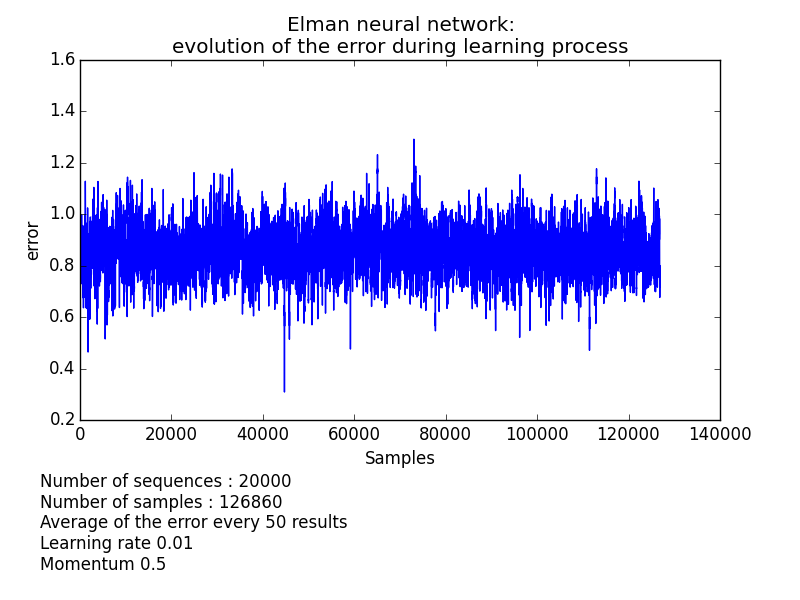 Elman neural network:
evolution of the error during learning process
1.6
1.4
1.2
1.0
0.8
0.6
0.4
0.2
error
0 20000 40000 60000 80000 100000 120000 140000
Samples
Number of sequences : 20000
Number of samples : 126860
Average of the error every 50 results
Learning rate 0.01
Momentum 0.5